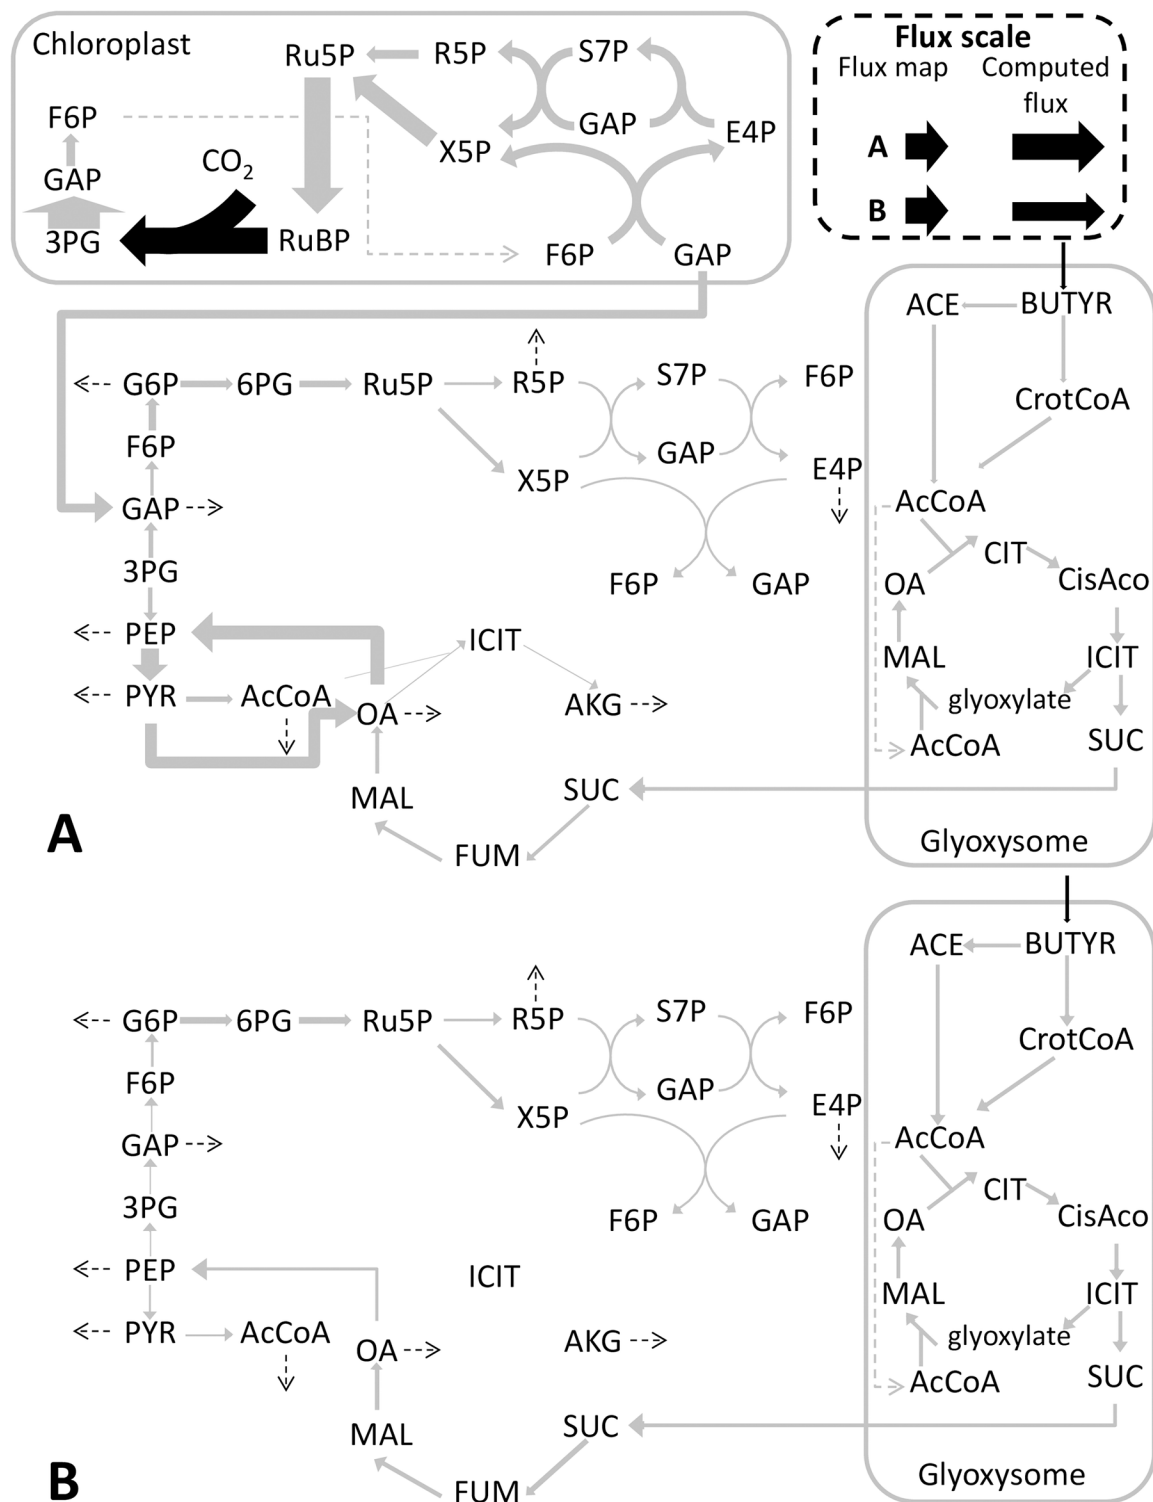 Chloroplast
Ru5P
R5P
S7P
F6P
GAP
E4P
X5P
CO2
GAP
3PG
RuBP
F6P
GAP
Flux scale
Flux map
Computed
flux
A
B
ACE
BUTYR
CrotCoA
AcCoA
CIT
OA
CisAco
MAL
ICIT
glyoxylate
AcCoA
SUC
Glyoxysome
G6P
6PG
Ru5P
R5P
S7P
F6P
F6P
GAP
X5P
E4P
GAP
3PG
F6P
GAP
PEP
ICIT
PYR
AcCoA
OA
AKG
MAL
SUC
FUM
A
ACE
BUTYR
CrotCoA
AcCoA
CIT
OA
CisAco
MAL
ICIT
glyoxylate
AcCoA
SUC
Glyoxysome
G6P
6PG
Ru5P
R5P
S7P
F6P
F6P
GAP
X5P
E4P
GAP
3PG
F6P
GAP
PEP
ICIT
PYR
AcCoA
OA
AKG
MAL
SUC
FUM
B